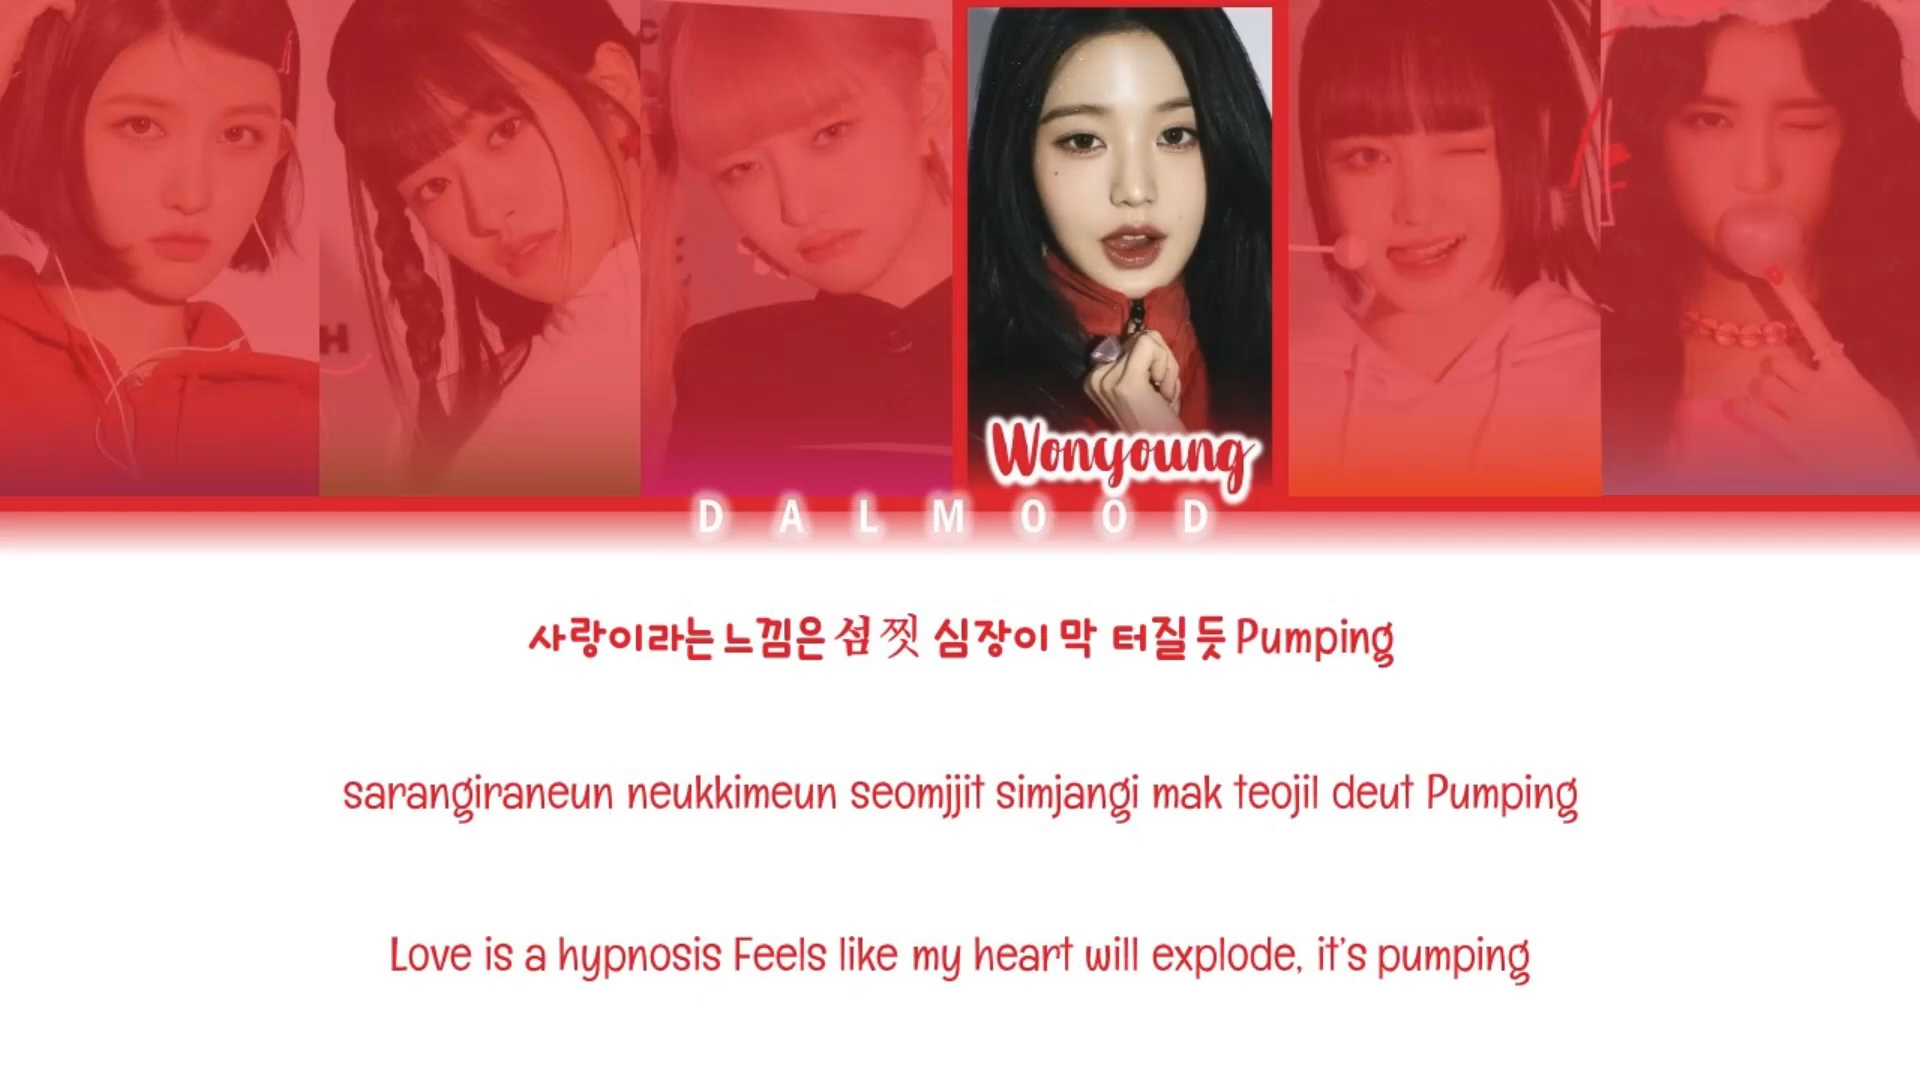 C
H
Wonyoung
DALMOOD
사랑이라는 느낌은 섬찟 심장이 막 터질 듯 Pumping
sarangiraneun neukkimeun seomjjit simjangi mak teojil deut Pumping
Love is a hypnosis Feels like my heart will explode, it's pumping